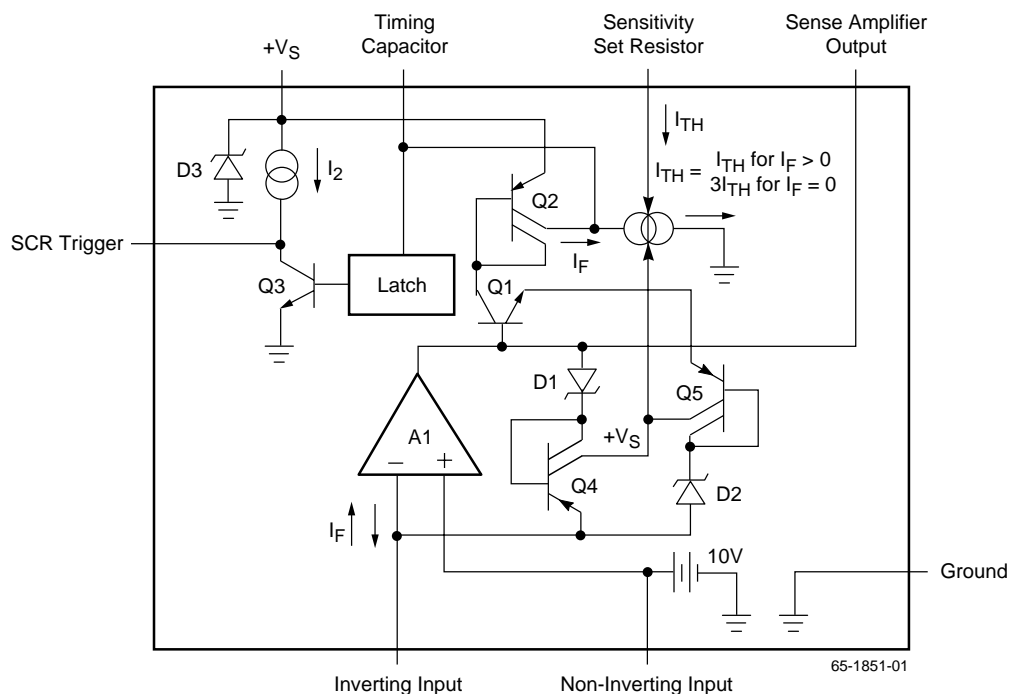 Timing
Capacitor
Sensitivity
Set Resistor
Sense Amplifier
Output
+VS
ITH
ITH = ITH for IF > 0
3ITH for IF = 0
D3
I2
Q2
SCR Trigger
IF
Q3
Latch
Q1
D1
Q5
A1
+VS
− +
Q4
D2
IF
10V
Ground
65-1851-01
Inverting Input
Non-Inverting Input